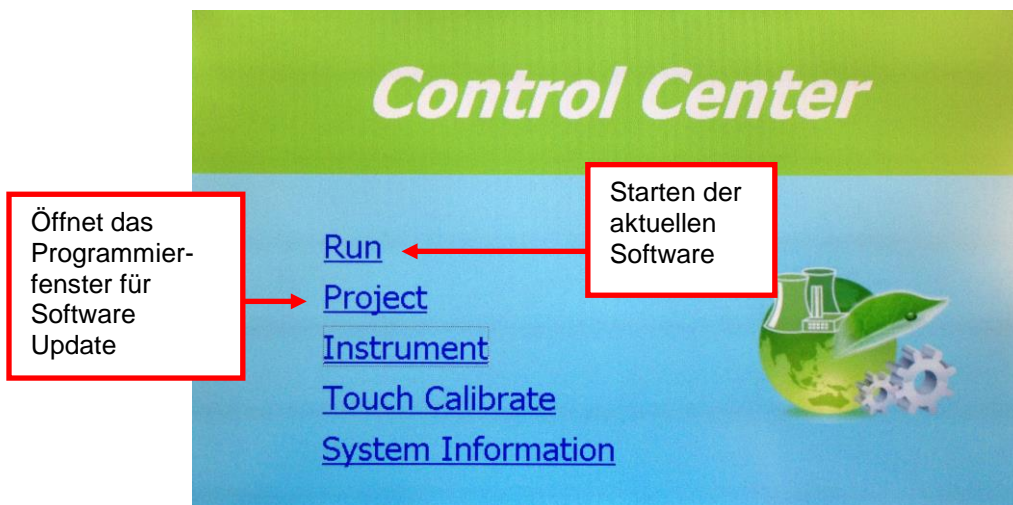 Control Center
Öffnet das
Programmier-
fenster für
Software
Update
Starten der
aktuellen
Software
Run
Project
Instrument
Touch Calibrate
System Information